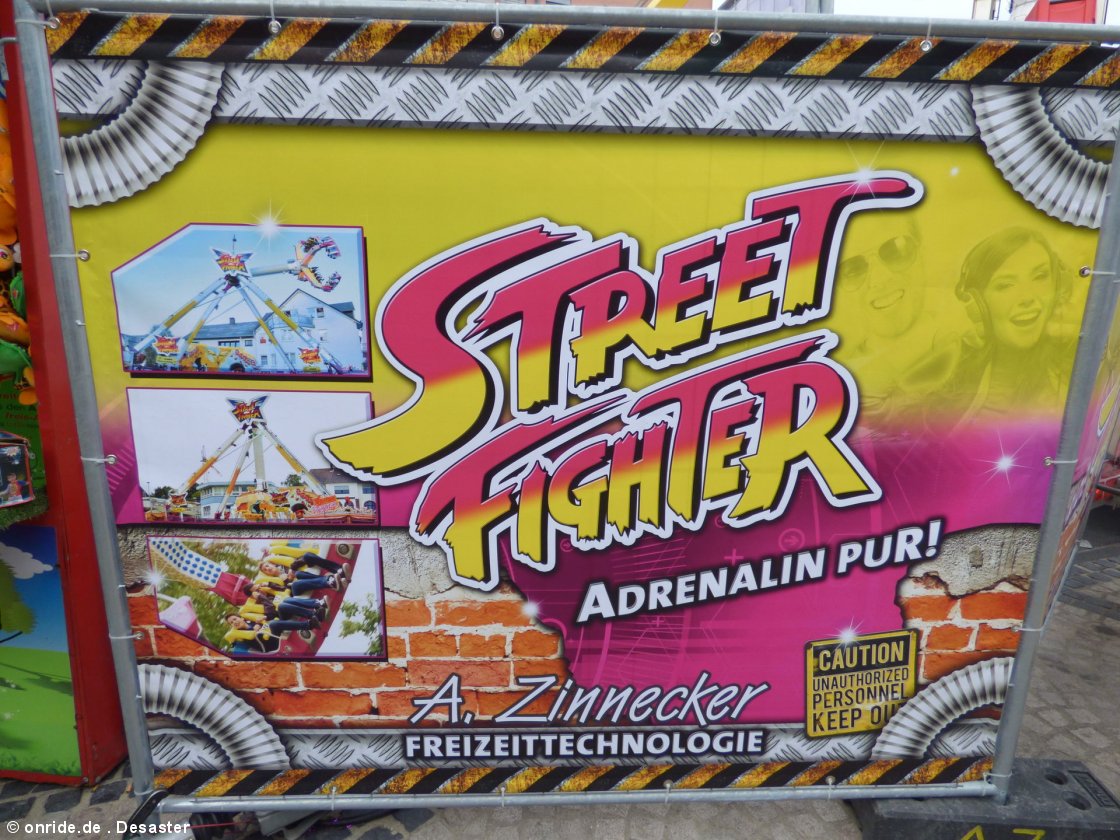 STREET
FIGHTER
ADRENALIN PUR!
A. Zinnecker
FREIZEITTECHNOLOGIE
CAUTION
UNAUTHORIZED
PERSONNEL
KEEP OUT
© onride.de . Desaster